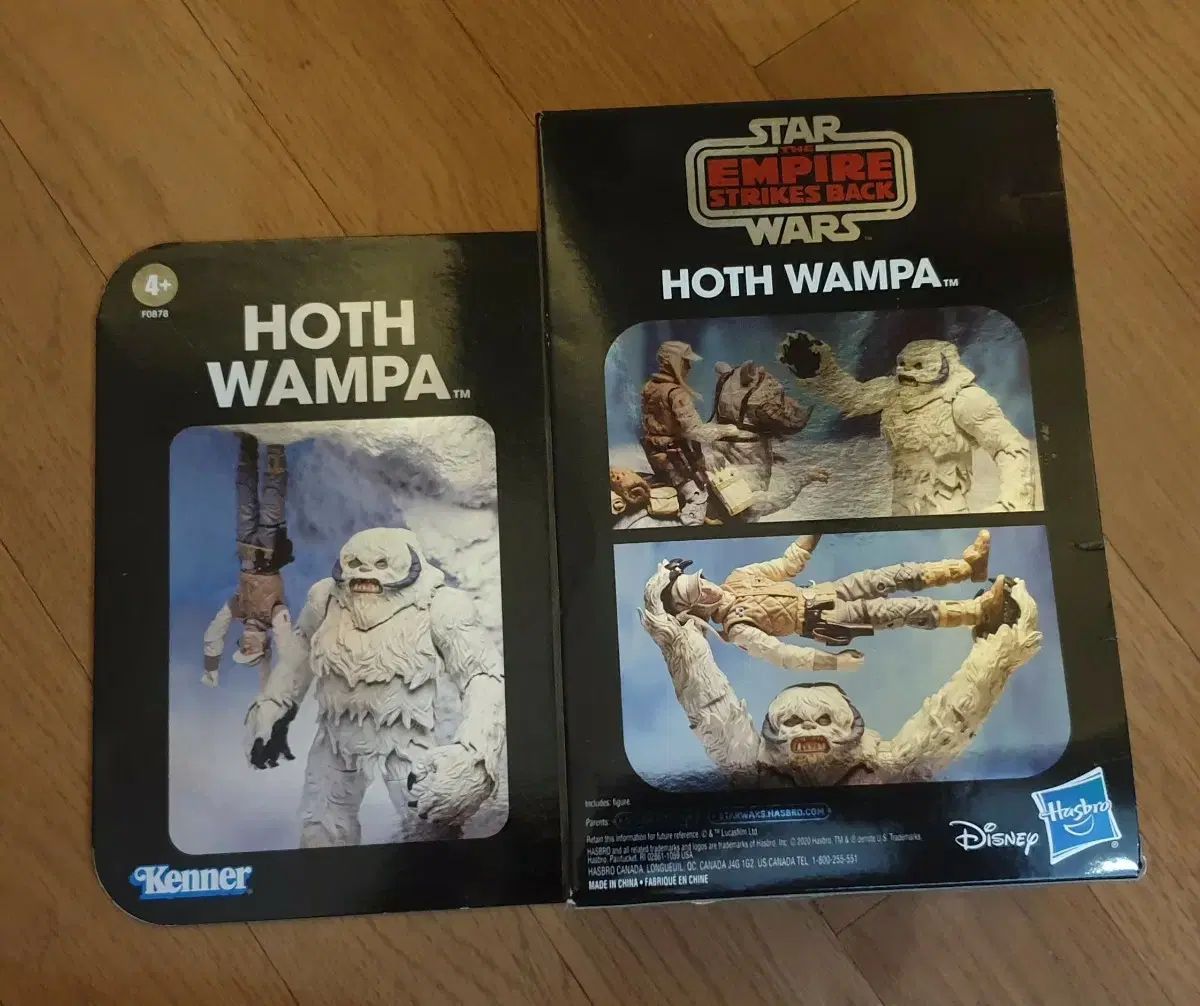 4+
F0878
HOTH
WAMPA™
Kenner
STAR
THE
EMPIRE
STRIKES BACK
WARS™
HOTH WAMPA™
Includes: figure.
Parents:
STARWARS.HASBRO.COM
Retain this information for future reference. © & ™ Lucasfilm Ltd.
HASBRO and all related trademarks and logos are trademarks of Hasbro, Inc. © 2020 Hasbro. TM & ® denote U.S. Trademarks.
Hasbro, Pawtucket, RI 02861-1059 USA
HASBRO CANADA, LONGUEUIL, QC, CANADA J4G 1G2. US CANADA TEL. 1-800-255-551
MADE IN CHINA • FABRIQUÉ EN CHINE
Disney
Hasbro®